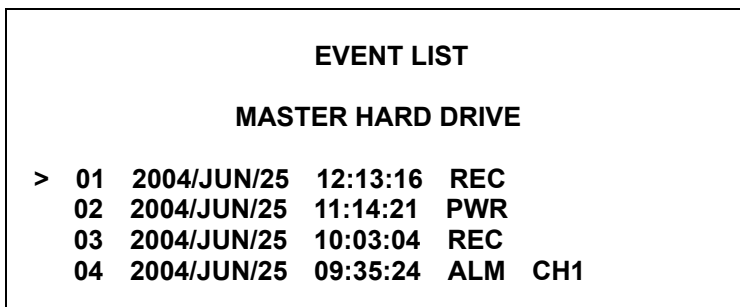 EVENT LIST
MASTER HARD DRIVE
> 01 2004/JUN/25 12:13:16 REC
02 2004/JUN/25 11:14:21 PWR
03 2004/JUN/25 10:03:04 REC
04 2004/JUN/25 09:35:24 ALM CH1